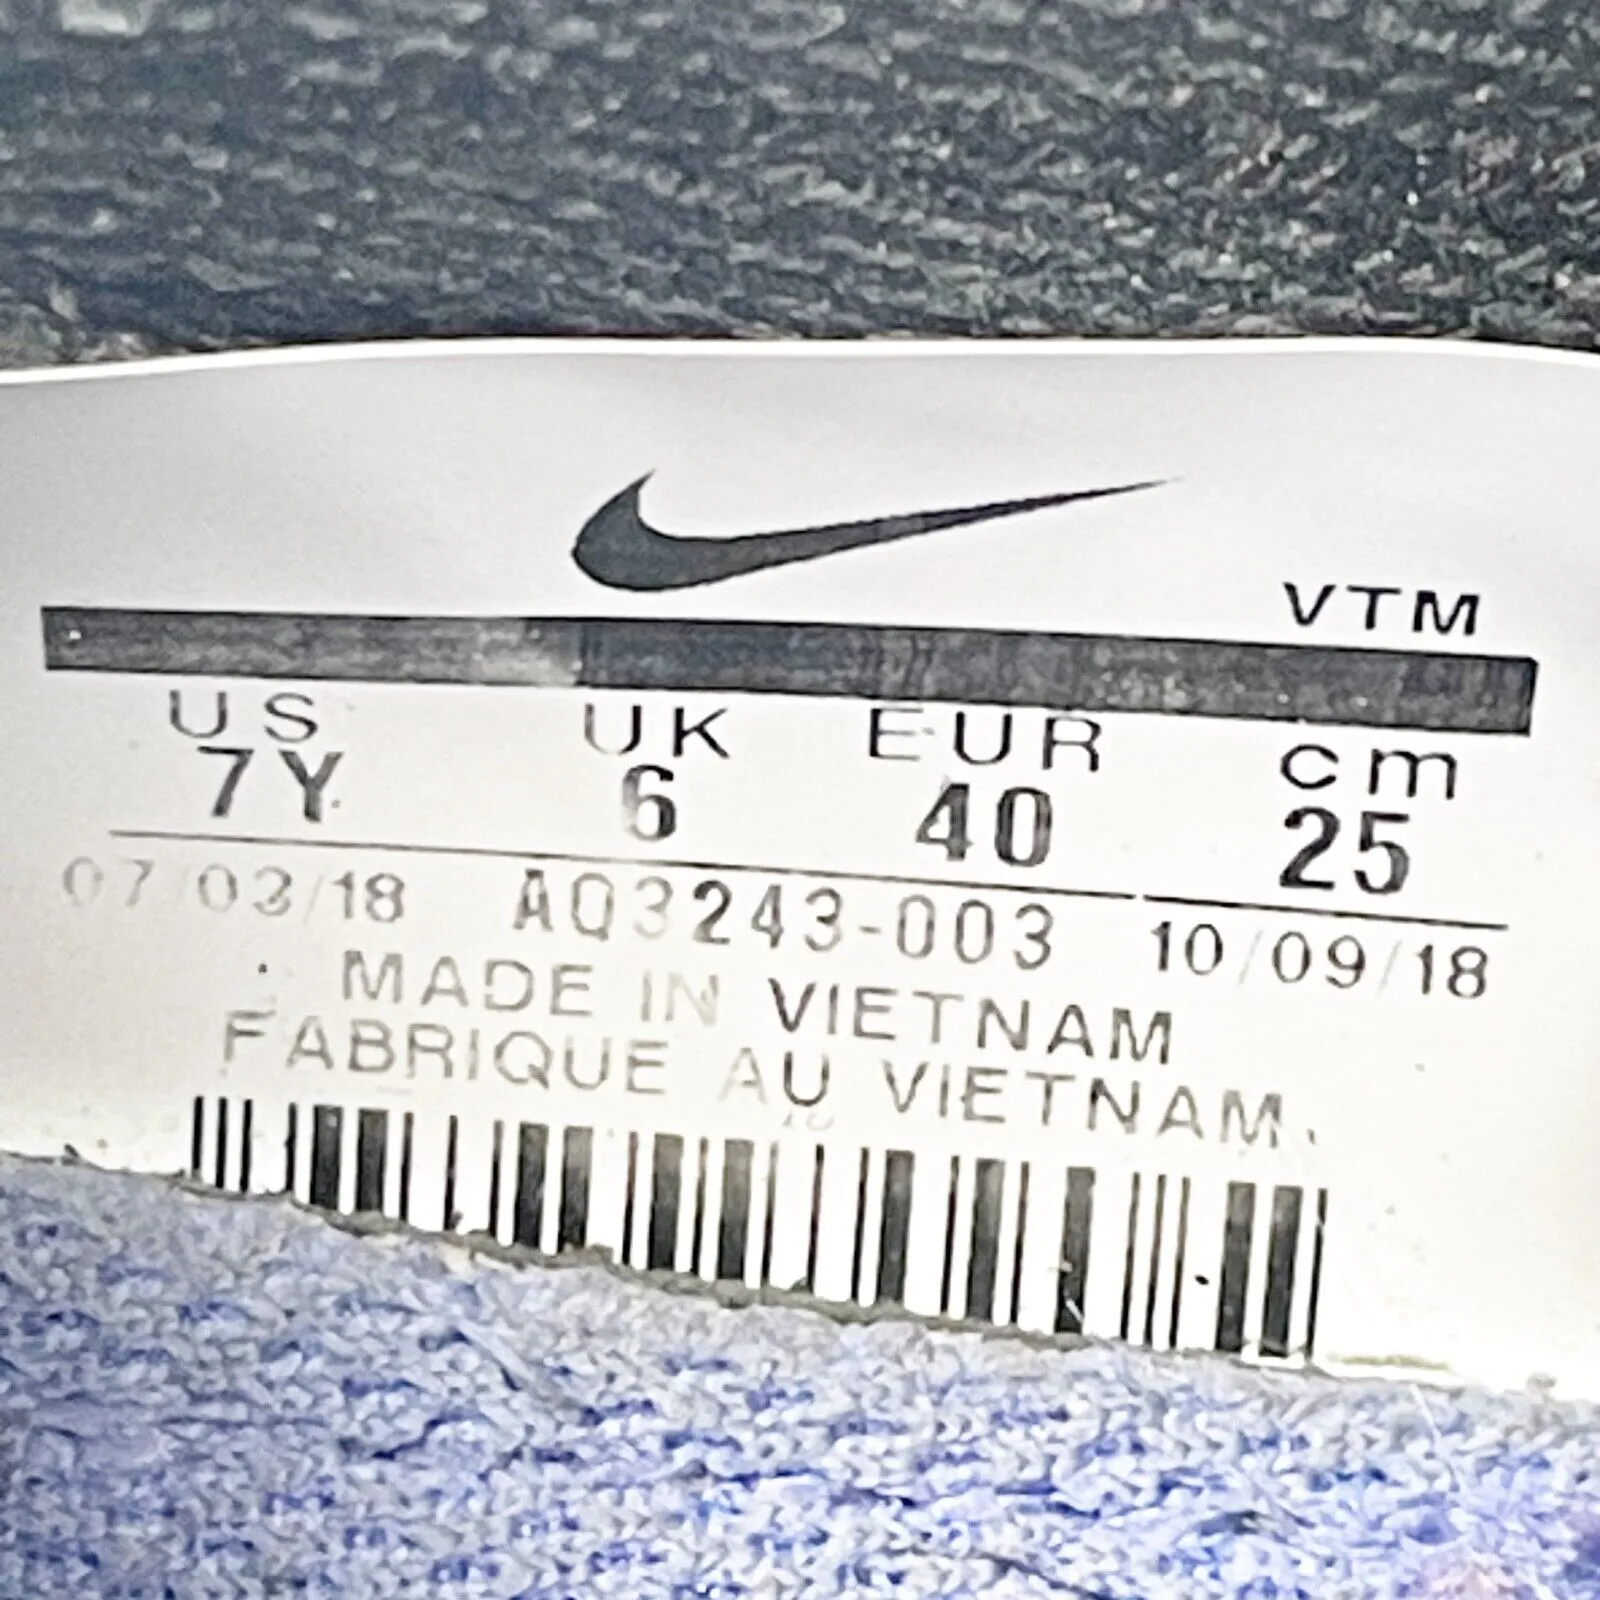 VTM
US UK EUR cm
7Y 6 40 25
07/03/18 AQ3243-003 10/09/18
MADE IN VIETNAM
FABRIQUE AU VIETNAM